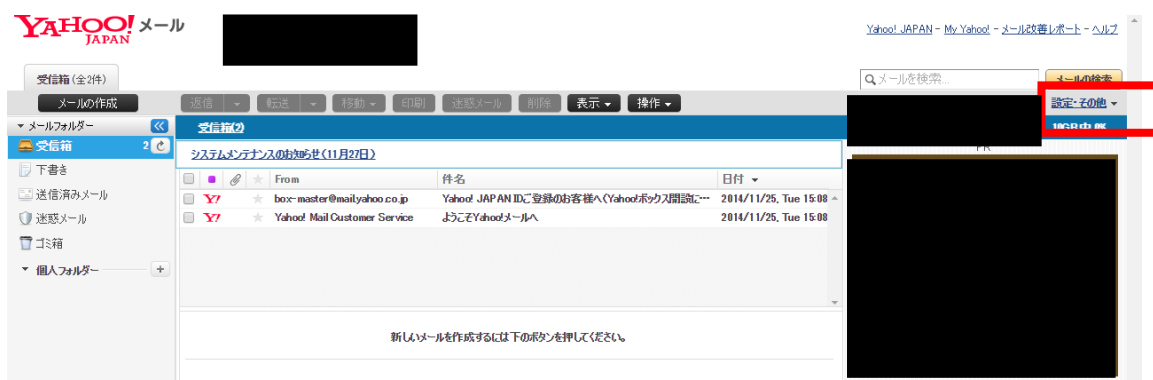 YAHOO! JAPAN メール
Yahoo! JAPAN - My Yahoo! - メール改善レポート - ヘルプ
受信箱(全2件)
メールを検索...
メールの検索
メールの作成
返信 転送 移動 印刷 迷惑メール 削除 表示 操作
設定・その他
メールフォルダー
受信箱(2)
受信箱 2
システムメンテナンスのお知らせ(11月27日)
PR
下書き
From 件名 日付
送信済みメール
Y! box-master@mail.yahoo.co.jp Yahoo! JAPAN IDご登録のお客様へ(Yahoo!ボックス開設に… 2014/11/25, Tue 15:08
迷惑メール
Y! Yahoo! Mail Customer Service ようこそYahoo!メールへ 2014/11/25, Tue 15:08
ゴミ箱
個人フォルダー
新しいメールを作成するには下のボタンを押してください。